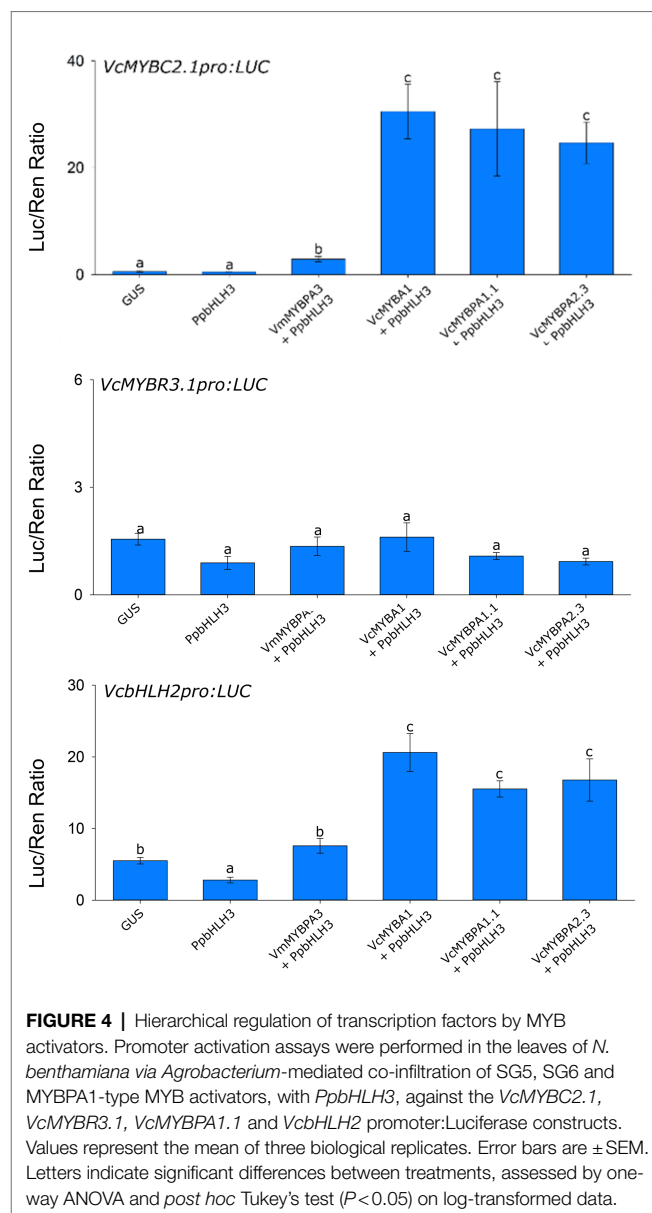 VcMYBC2.1pro:LUC
Luc/Ren Ratio
40
20
0
a
a
b
c
c
c
GUS
PpbHLH3
VmMYBPA3
+ PpbHLH3
VcMYBA1
+ PpbHLH3
VcMYBPA1.1
+ PpbHLH3
VcMYBPA2.3
+ PpbHLH3
VcMYBR3.1pro:LUC
Luc/Ren Ratio
6
3
0
a
a
a
a
a
a
GUS
PpbHLH3
VmMYBPA.
+ PpbHLH3
VcMYBA1
+ PpbHLH3
VcMYBPA1.1
+ PpbHLH3
VcMYBPA2.3
+ PpbHLH3
VcbHLH2pro:LUC
Luc/Ren Ratio
30
20
10
0
b
a
b
c
c
c
GUS
PpbHLH3
VmMYBPA3
+ PpbHLH3
VcMYBA1
+ PpbHLH3
VcMYBPA1.1
+ PpbHLH3
VcMYBPA2.3
+ PpbHLH3
FIGURE 4 | Hierarchical regulation of transcription factors by MYB
activators. Promoter activation assays were performed in the leaves of N.
benthamiana via Agrobacterium-mediated co-infiltration of SG5, SG6 and
MYBPA1-type MYB activators, with PpbHLH3, against the VcMYBC2.1,
VcMYBR3.1, VcMYBPA1.1 and VcbHLH2 promoter:Luciferase constructs.
Values represent the mean of three biological replicates. Error bars are ±SEM.
Letters indicate significant differences between treatments, assessed by one-
way ANOVA and post hoc Tukey's test (P<0.05) on log-transformed data.